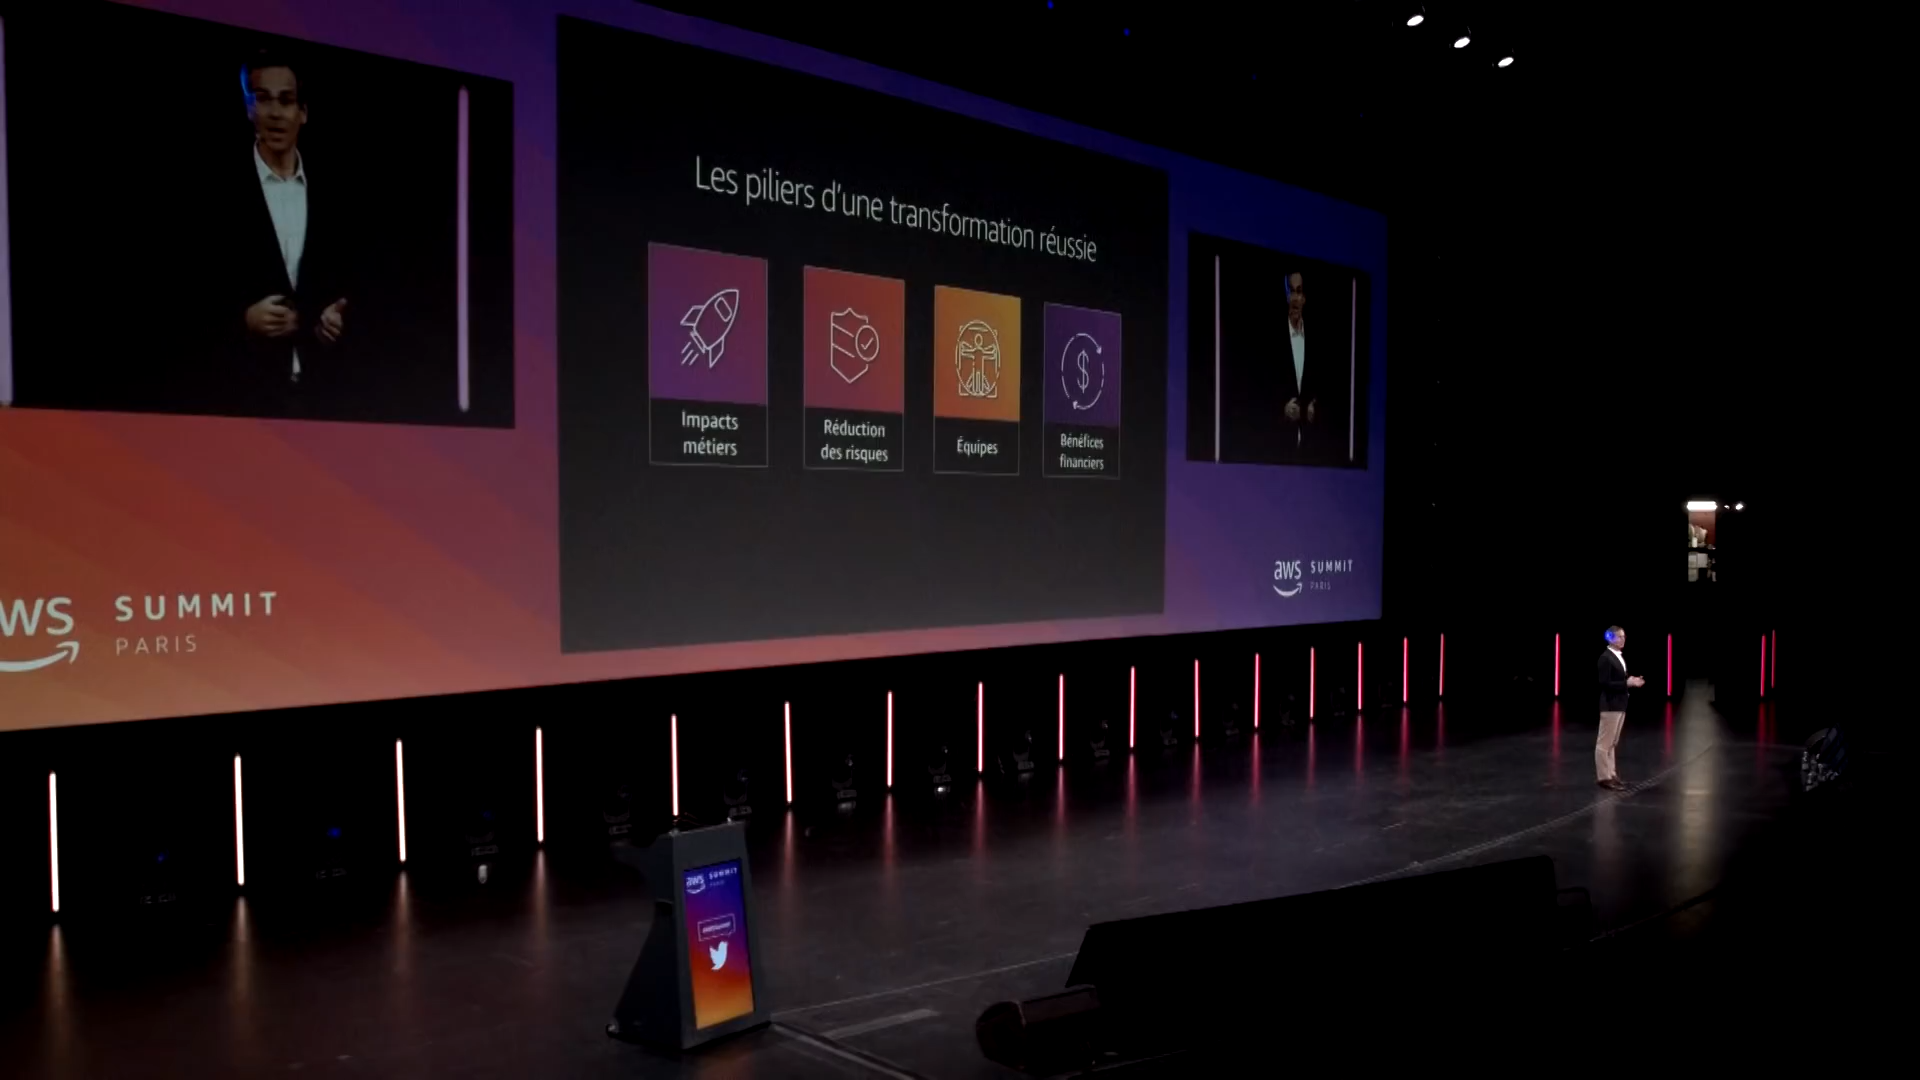 Les piliers d'une transformation réussie
Impacts
métiers
Réduction
des risques
Équipes
Bénéfices
financiers
aws SUMMIT
PARIS
WS SUMMIT
PARIS
aws SUMMIT